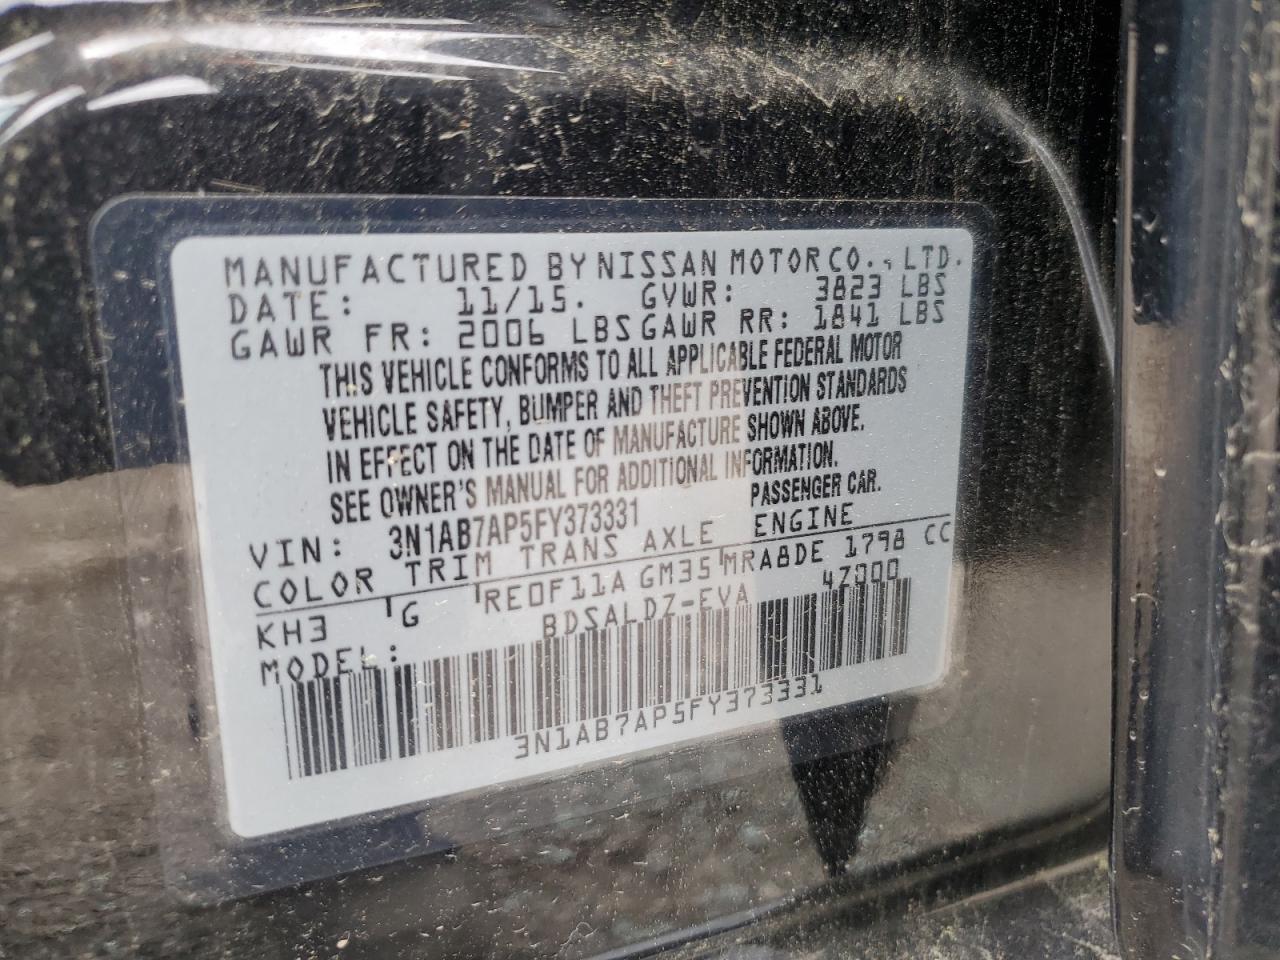 MANUFACTURED BY NISSAN MOTOR CO., LTD.
DATE: 11/15. GVWR: 3823 LBS
GAWR FR: 2006 LBS GAWR RR: 1841 LBS
THIS VEHICLE CONFORMS TO ALL APPLICABLE FEDERAL MOTOR
VEHICLE SAFETY, BUMPER AND THEFT PREVENTION STANDARDS
IN EFFECT ON THE DATE OF MANUFACTURE SHOWN ABOVE.
SEE OWNER'S MANUAL FOR ADDITIONAL INFORMATION.
VIN: 3N1AB7AP5FY373331 PASSENGER CAR.
COLOR TRIM TRANS AXLE ENGINE
KH3 G RE0F11A GM35 MRA8DE 1798 CC
MODEL: BDSALDZ-EVA 4Z000
3N1AB7AP5FY373331